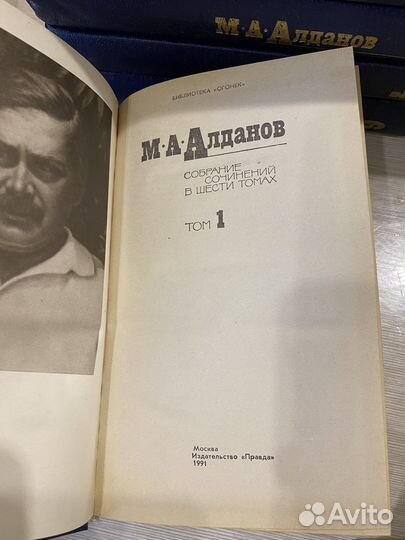 М·А·Алданов
БИБЛИОТЕКА «ОГОНЕК»
М·А·Алданов
СОБРАНИЕ
СОЧИНЕНИЙ
В ШЕСТИ ТОМАХ
ТОМ 1
Москва
Издательство «Правда»
1991
Avito